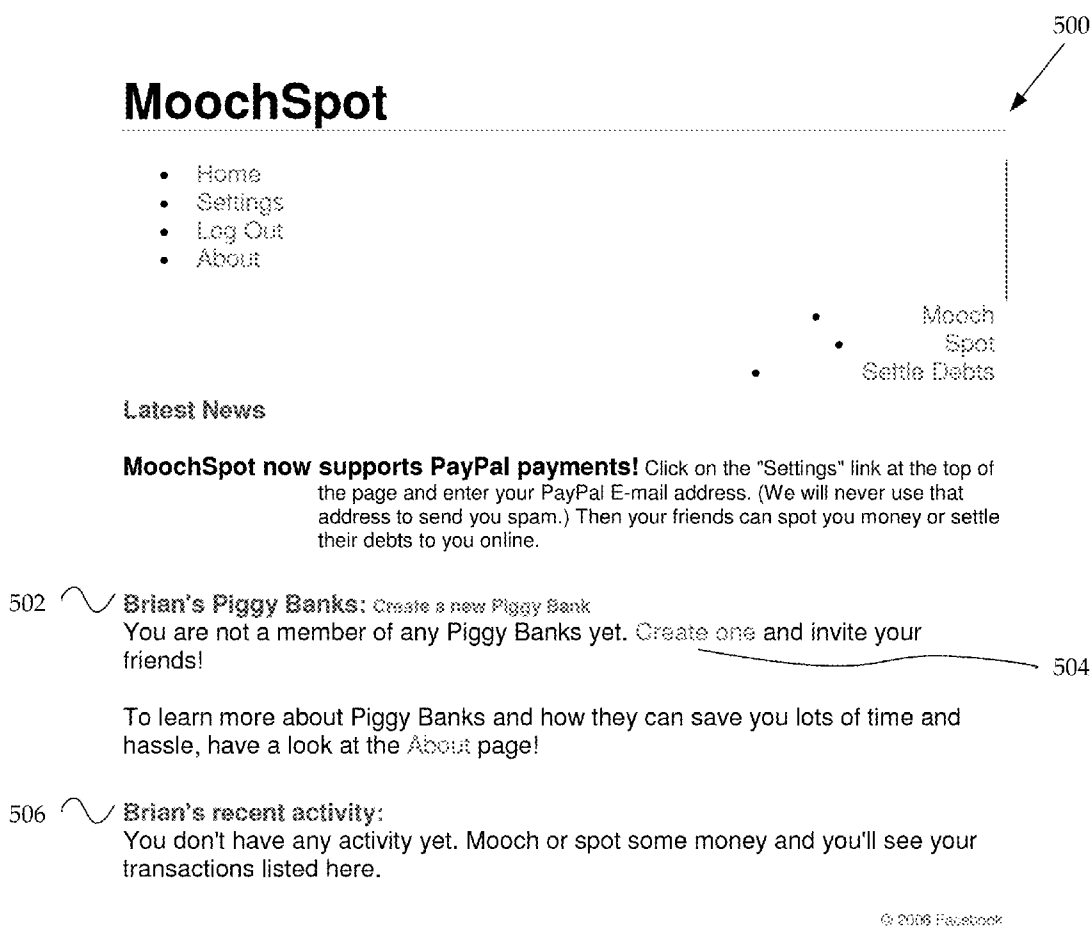 500
MoochSpot
• Home
• Settings
• Log Out
• About
• Mooch
• Spot
• Settle Debts
Latest News
MoochSpot now supports PayPal payments! Click on the "Settings" link at the top of
the page and enter your PayPal E-mail address. (We will never use that
address to send you spam.) Then your friends can spot you money or settle
their debts to you online.
502 Brian's Piggy Banks: Create a new Piggy Bank
You are not a member of any Piggy Banks yet. Create one and invite your
friends!
504
To learn more about Piggy Banks and how they can save you lots of time and
hassle, have a look at the About page!
506 Brian's recent activity:
You don't have any activity yet. Mooch or spot some money and you'll see your
transactions listed here.
© 2006 Facebook